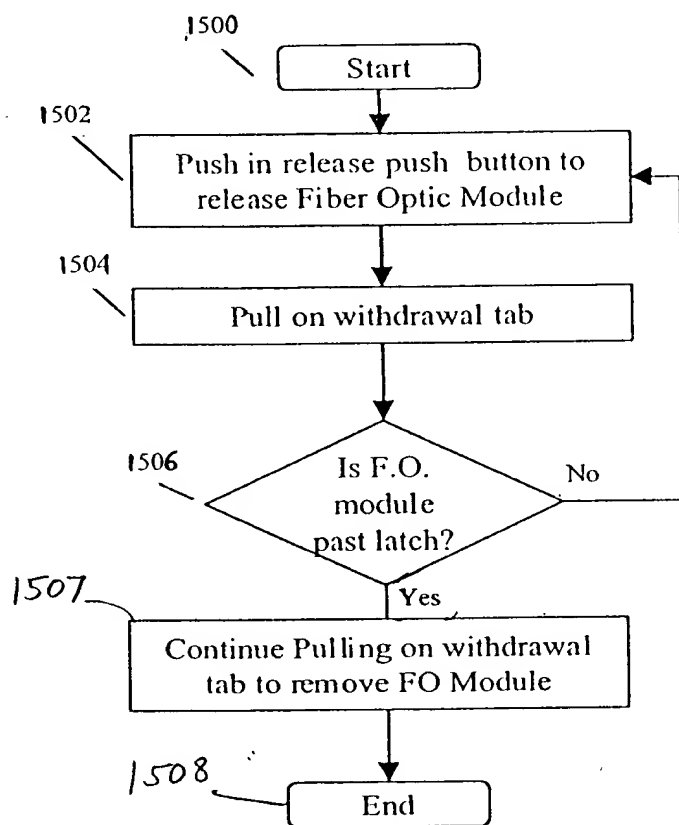 1500
Start
1502
Push in release push button to
release Fiber Optic Module
1504
Pull on withdrawal tab
1506
Is F.O.
module
past latch?
No
Yes
1507
Continue Pulling on withdrawal
tab to remove FO Module
1508
End